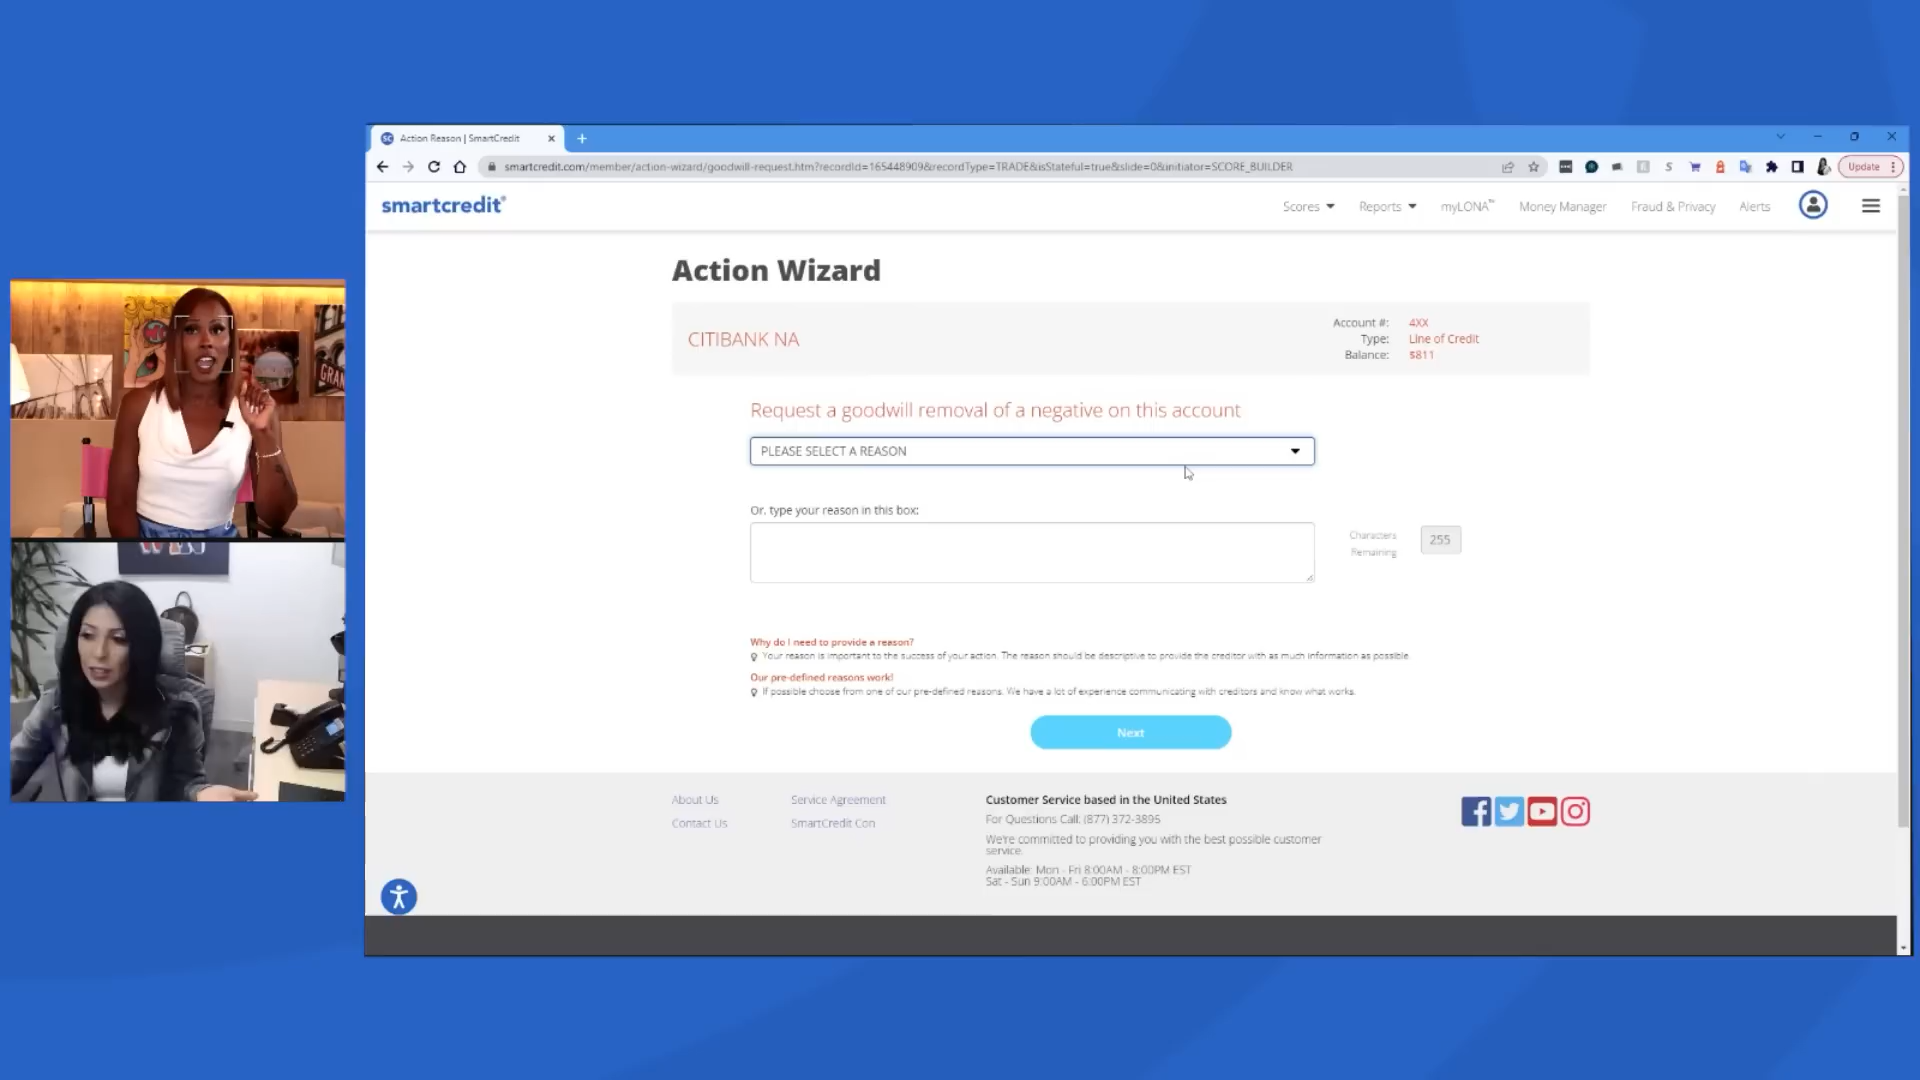 Action Reason | SmartCredit
smartcredit.com/member/action-wizard/goodwill-request.htm?recordId=165448909&recordType=TRADE&isStateful=true&slide=0&initiator=SCORE_BUILDER
Update
smartcredit®
Scores
Reports
myLONA™
Money Manager
Fraud & Privacy
Alerts
Action Wizard
CITIBANK NA
Account #: 4XX
Type: Line of Credit
Balance: $811
Request a goodwill removal of a negative on this account
PLEASE SELECT A REASON
Or, type your reason in this box:
Characters
Remaining
255
Why do I need to provide a reason?
Your reason is important to the success of your action. The reason should be descriptive to provide the creditor with as much information as possible.
Our pre-defined reasons work!
If possible choose from one of our pre-defined reasons. We have a lot of experience communicating with creditors and know what works.
Next
About Us
Contact Us
Service Agreement
SmartCredit Con
Customer Service based in the United States
For Questions Call: (877) 372-3895
We're committed to providing you with the best possible customer
service.
Available: Mon - Fri 8:00AM - 8:00PM EST
Sat - Sun 9:00AM - 6:00PM EST
GRAN